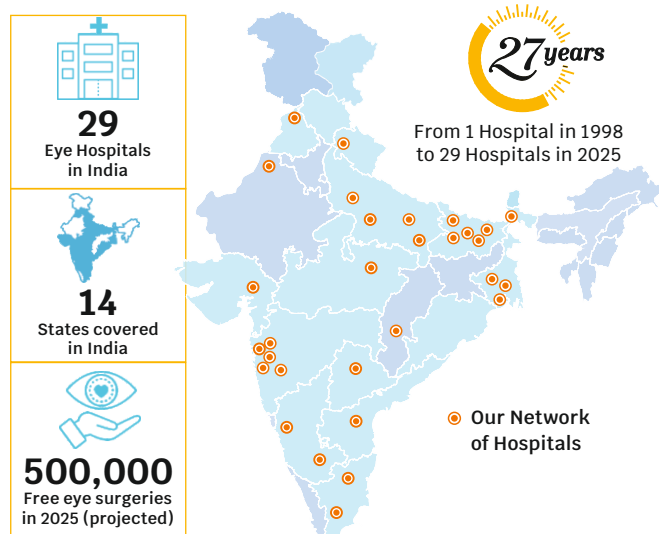 29
Eye Hospitals
in India
14
States covered
in India
500,000
Free eye surgeries
in 2025 (projected)
27 years
From 1 Hospital in 1998
to 29 Hospitals in 2025
Our Network
of Hospitals